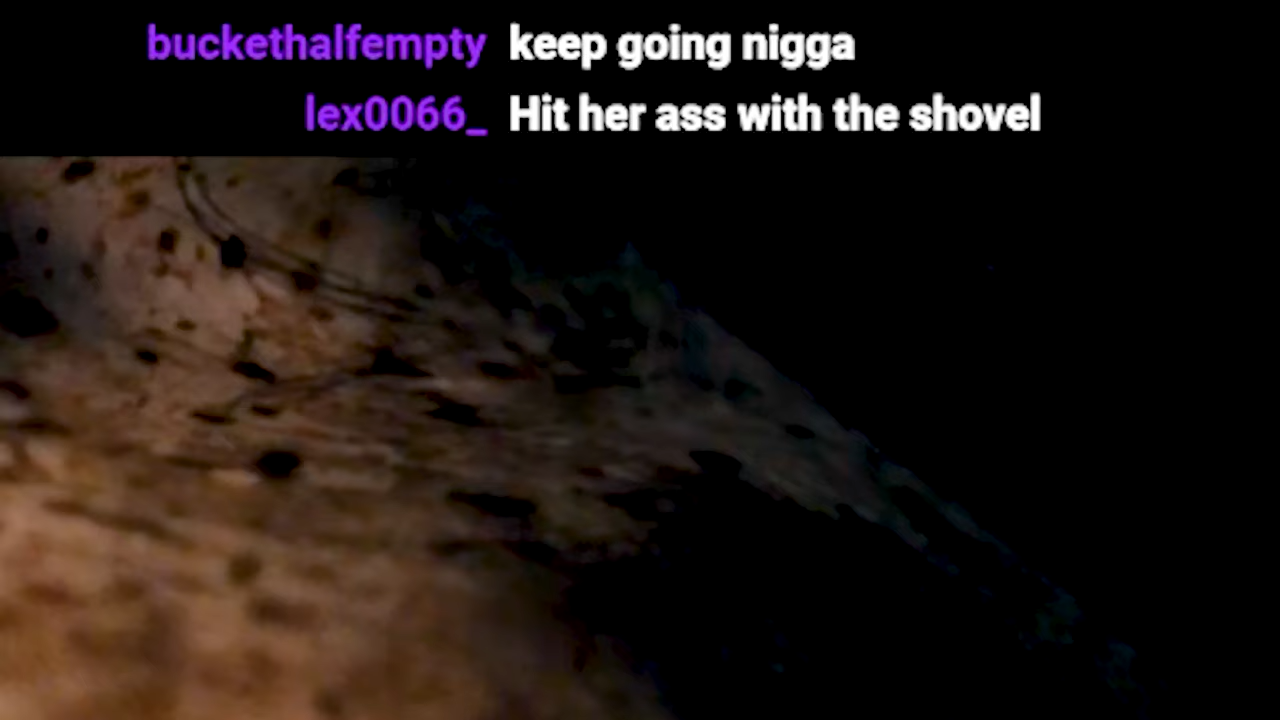 buckethalfempty keep going nigga
lex0066_ Hit her ass with the shovel